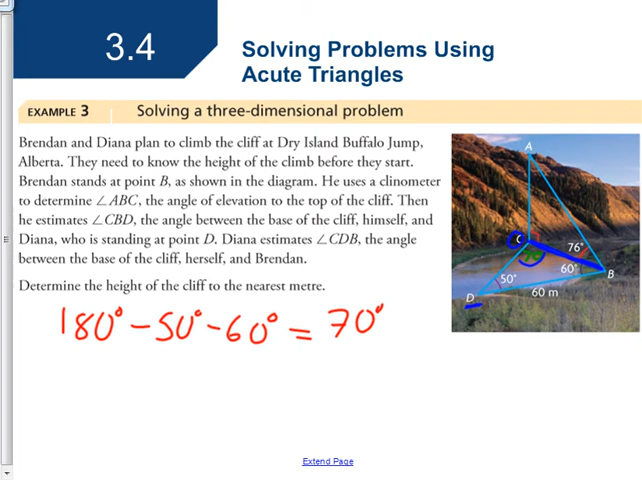 3.4
Solving Problems Using
Acute Triangles
EXAMPLE 3 Solving a three-dimensional problem
Brendan and Diana plan to climb the cliff at Dry Island Buffalo Jump,
Alberta. They need to know the height of the climb before they start.
Brendan stands at point B, as shown in the diagram. He uses a clinometer
to determine ∠ABC, the angle of elevation to the top of the cliff. Then
he estimates ∠CBD, the angle between the base of the cliff, himself, and
Diana, who is standing at point D. Diana estimates ∠CDB, the angle
between the base of the cliff, herself, and Brendan.
Determine the height of the cliff to the nearest metre.
A
C
76°
70
60°
B
50°
D
60 m
180° - 50° - 60° = 70°
Extend Page